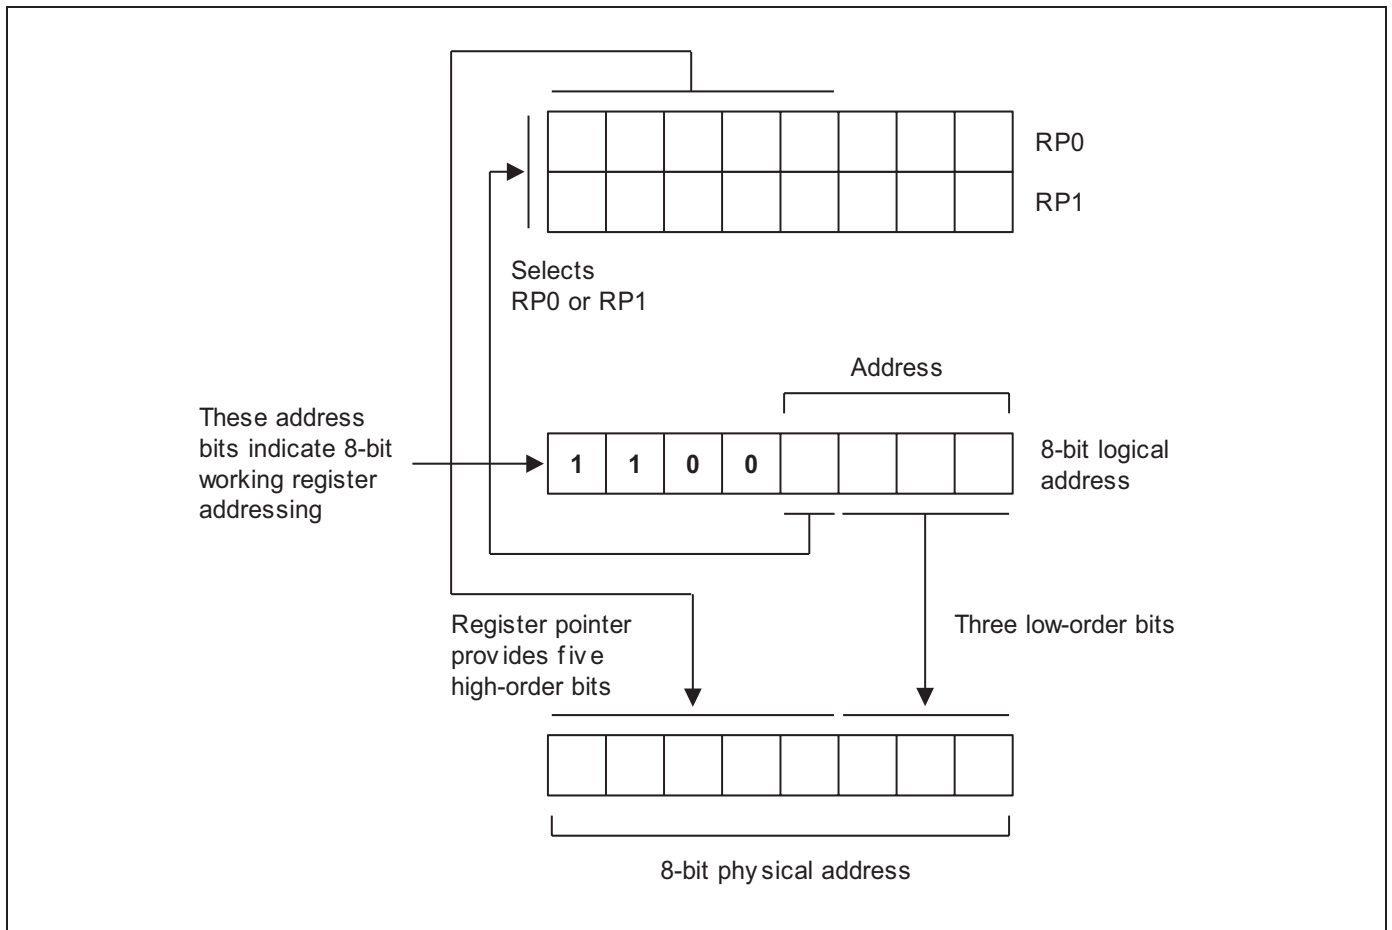 RP0
RP1
Selects
RP0 or RP1
Address
These address
bits indicate 8-bit
working register
addressing
1 1 0 0
8-bit logical
address
Register pointer
provides five
high-order bits
Three low-order bits
8-bit physical address